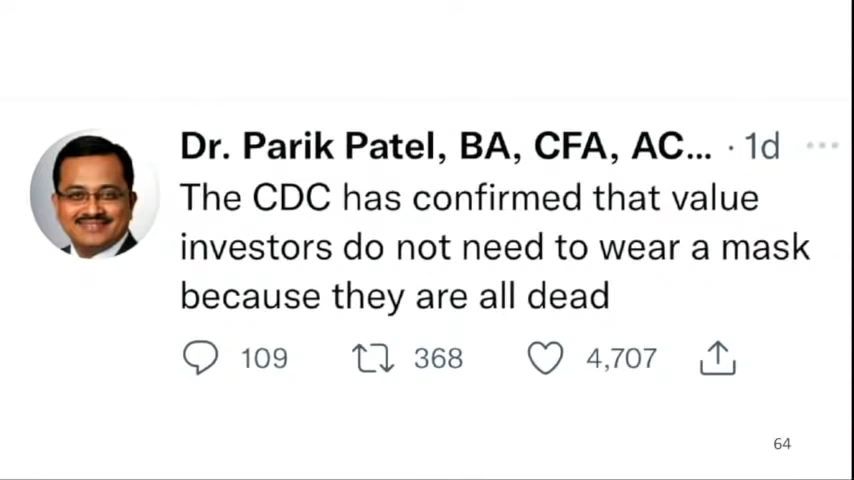 Dr. Parik Patel, BA, CFA, AC... · 1d
The CDC has confirmed that value
investors do not need to wear a mask
because they are all dead
109 368 4,707
64